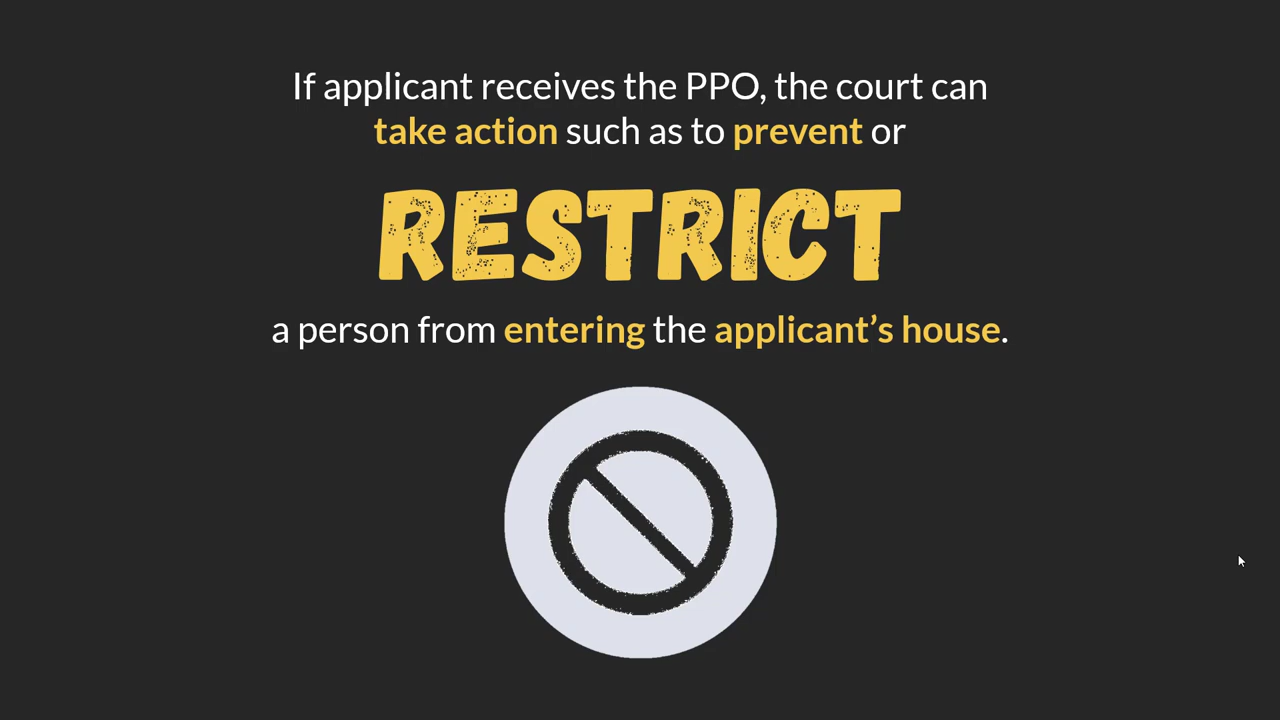 If applicant receives the PPO, the court can
take action such as to prevent or
RESTRICT
a person from entering the applicant’s house.